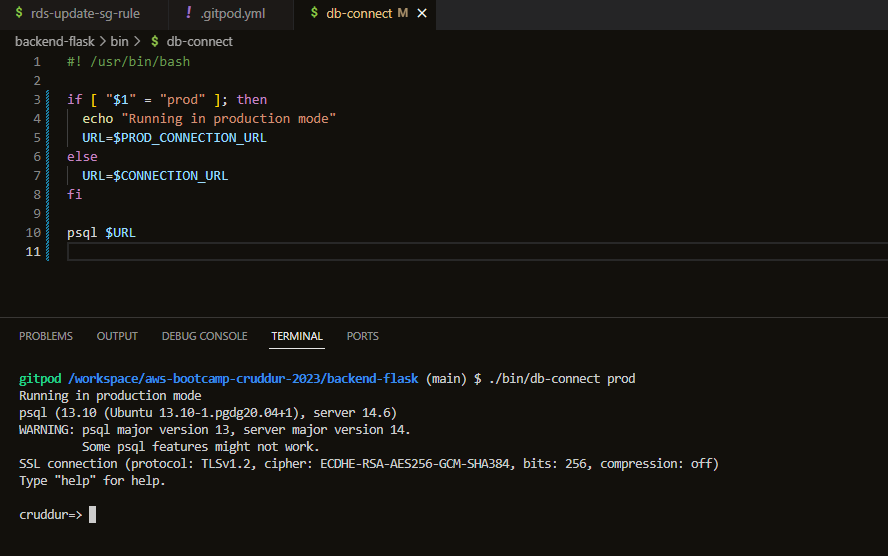 $ rds-update-sg-rule ! .gitpod.yml $ db-connect M ×
backend-flask > bin > $ db-connect
1 #! /usr/bin/bash
2
3 if [ "$1" = "prod" ]; then
4 echo "Running in production mode"
5 URL=$PROD_CONNECTION_URL
6 else
7 URL=$CONNECTION_URL
8 fi
9
10 psql $URL
11
PROBLEMS OUTPUT DEBUG CONSOLE TERMINAL PORTS
gitpod /workspace/aws-bootcamp-cruddur-2023/backend-flask (main) $ ./bin/db-connect prod
Running in production mode
psql (13.10 (Ubuntu 13.10-1.pgdg20.04+1), server 14.6)
WARNING: psql major version 13, server major version 14.
Some psql features might not work.
SSL connection (protocol: TLSv1.2, cipher: ECDHE-RSA-AES256-GCM-SHA384, bits: 256, compression: off)
Type "help" for help.
cruddur=>